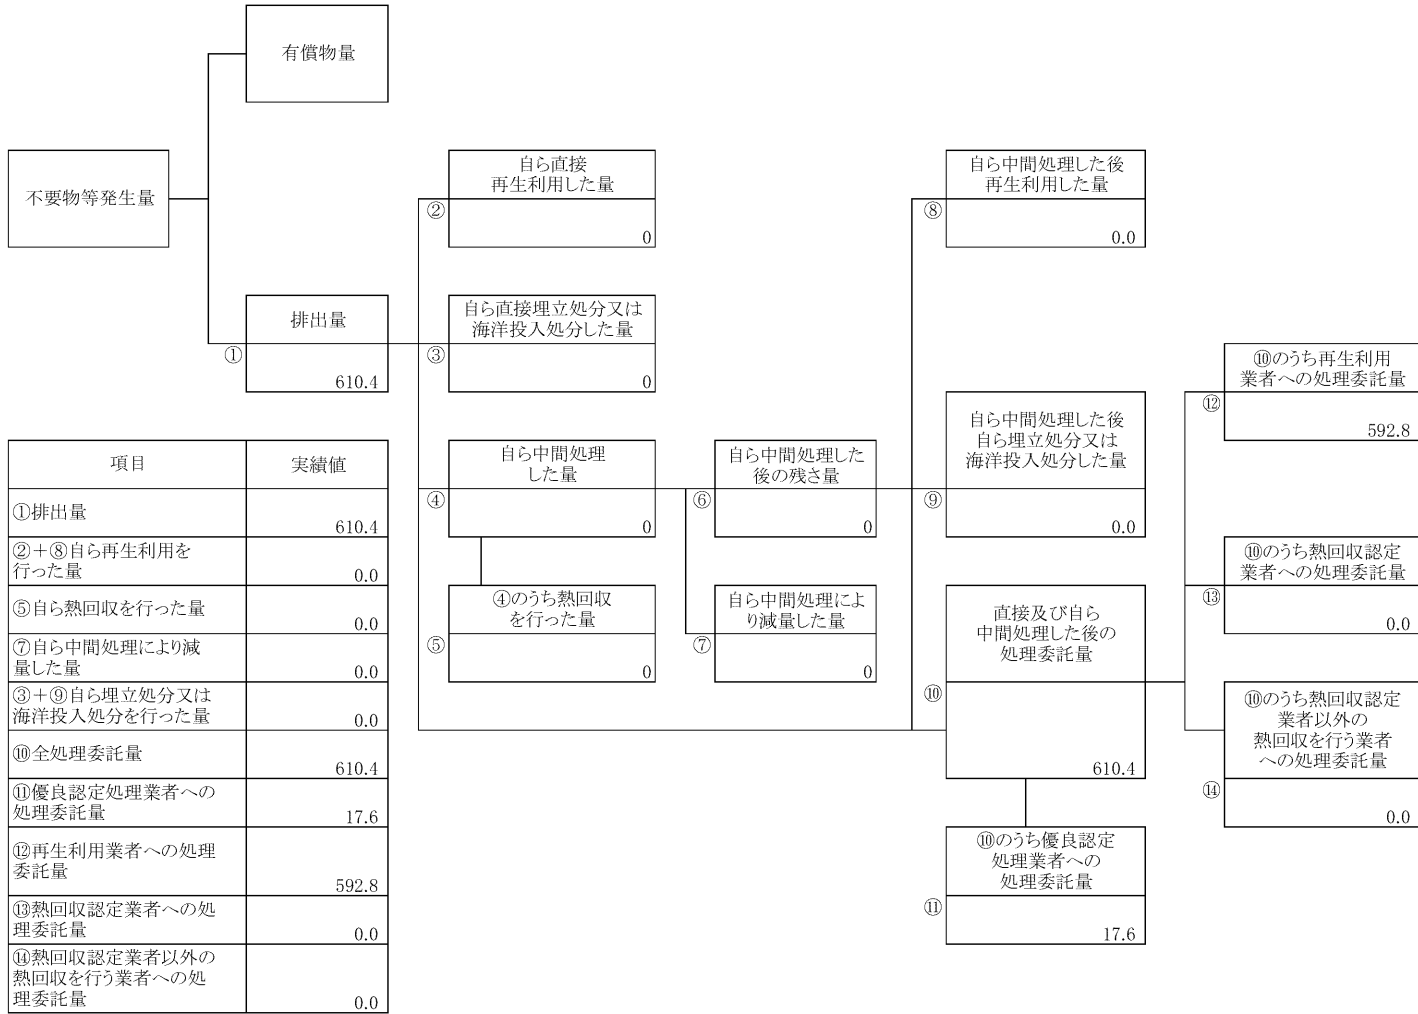 有償物量
不要物等発生量
排出量
①
610.4
自ら直接
再生利用した量
②
0
自ら直接埋立処分又は
海洋投入処分した量
③
0
自ら中間処理
した量
④
0
④のうち熱回収
を行った量
⑤
0
自ら中間処理した
後の残さ量
⑥
0
自ら中間処理によ
り減量した量
⑦
0
自ら中間処理した後
再生利用した量
⑧
0.0
自ら中間処理した後
自ら埋立処分又は
海洋投入処分した量
⑨
0.0
直接及び自ら
中間処理した後の
処理委託量
⑩
610.4
⑩のうち優良認定
処理業者への
処理委託量
⑪
17.6
⑩のうち再生利用
業者への処理委託量
⑫
592.8
⑩のうち熱回収認定
業者への処理委託量
⑬
0.0
⑩のうち熱回収認定
業者以外の
熱回収を行う業者
への処理委託量
⑭
0.0
項目 実績値
①排出量
610.4
②+⑧自ら再生利用を
行った量
0.0
⑤自ら熱回収を行った量
0.0
⑦自ら中間処理により減
量した量
0.0
③+⑨自ら埋立処分又は
海洋投入処分を行った量
0.0
⑩全処理委託量
610.4
⑪優良認定処理業者への
処理委託量
17.6
⑫再生利用業者への処理
委託量
592.8
⑬熱回収認定業者への処
理委託量
0.0
⑭熱回収認定業者以外の
熱回収を行う業者への処
理委託量
0.0